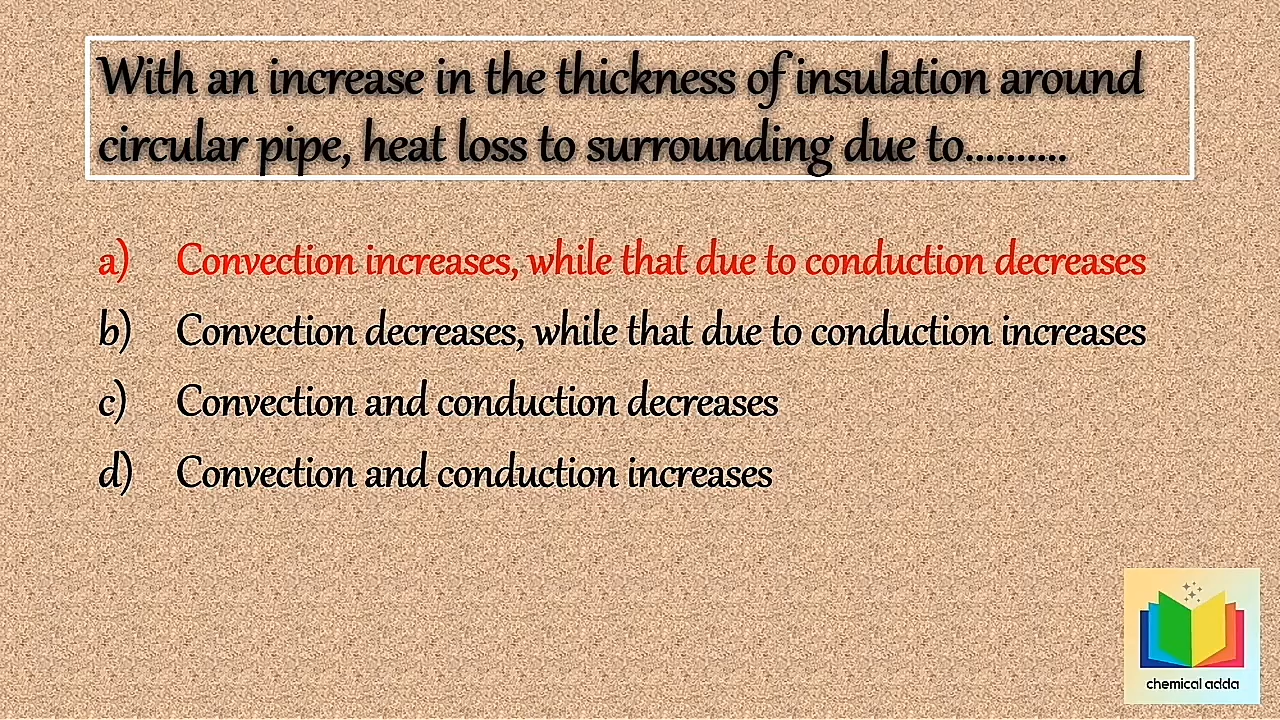 With an increase in the thickness of insulation around
circular pipe, heat loss to surrounding due to..........
a) Convection increases, while that due to conduction decreases
b) Convection decreases, while that due to conduction increases
c) Convection and conduction decreases
d) Convection and conduction increases
chemical adda